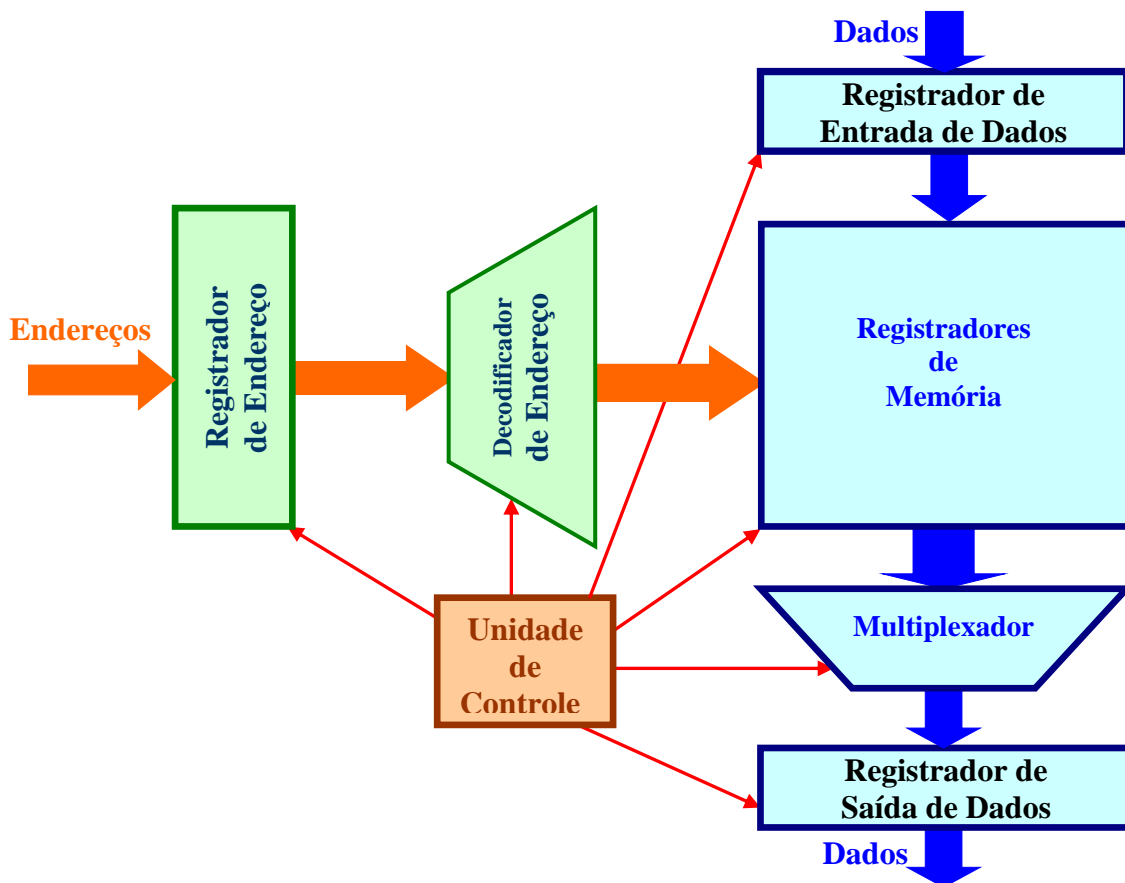 Dados
Registrador de
Entrada de Dados
Endereços
Registrador
de Endereço
Decodificador
de Endereço
Registradores
de
Memória
Unidade
de
Controle
Multiplexador
Registrador de
Saída de Dados
Dados